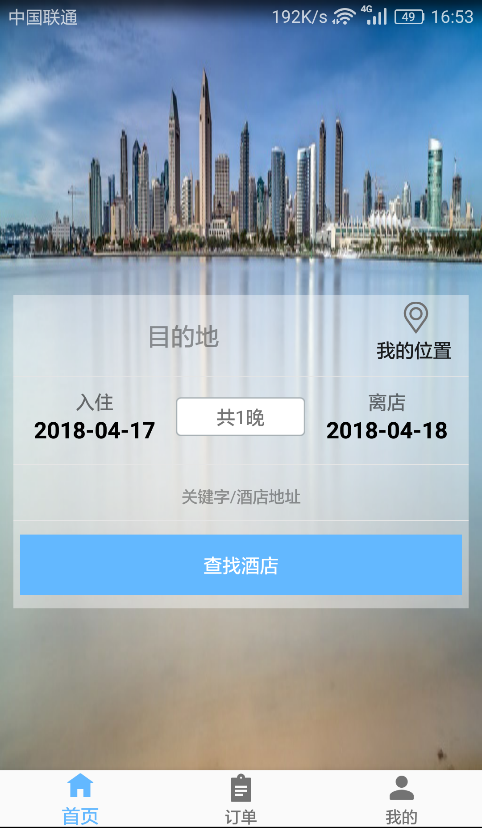 中国联通 192K/s 4G 49 16:53
目的地
我的位置
入住 离店
2018-04-17 共1晚 2018-04-18
关键字/酒店地址
查找酒店
首页 订单 我的